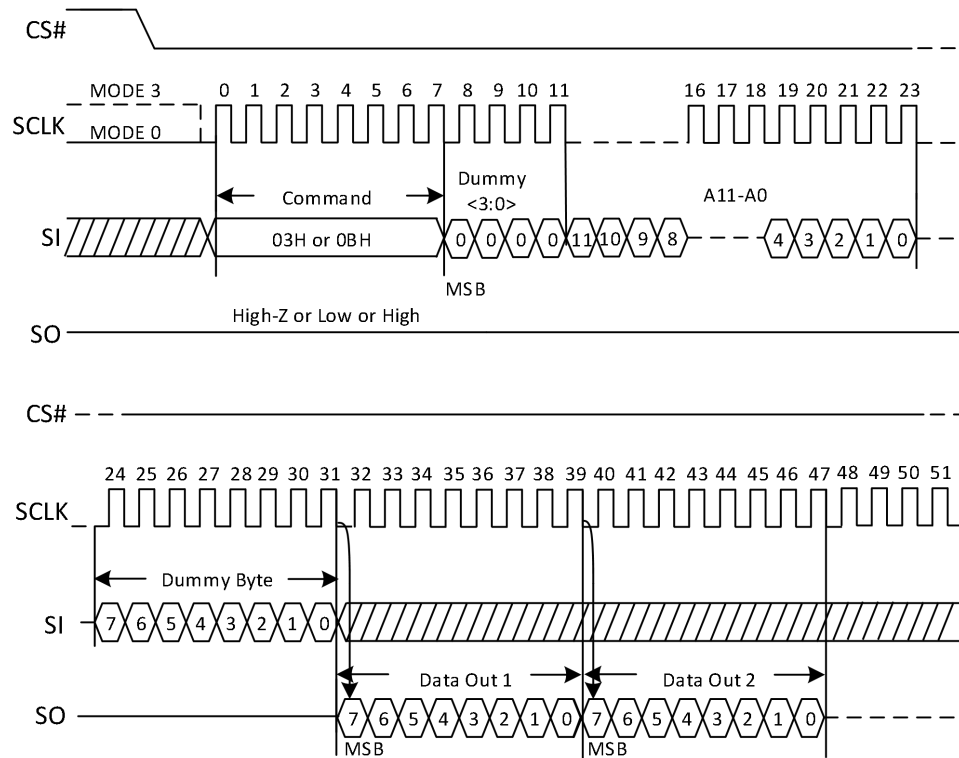 CS#
MODE 3
0 1 2 3 4 5 6 7 8 9 10 11 16 17 18 19 20 21 22 23
SCLK
MODE 0
Command
Dummy
<3:0>
A11-A0
SI
03H or 0BH
0 0 0 0 11 10 9 8 4 3 2 1 0
MSB
High-Z or Low or High
SO
CS#
24 25 26 27 28 29 30 31 32 33 34 35 36 37 38 39 40 41 42 43 44 45 46 47 48 49 50 51
SCLK
Dummy Byte
SI
7 6 5 4 3 2 1 0
Data Out 1 Data Out 2
SO
7 6 5 4 3 2 1 0 7 6 5 4 3 2 1 0
MSB MSB